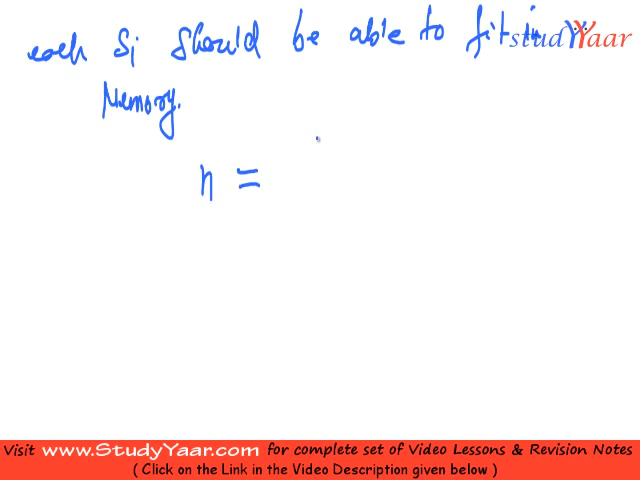 each Si should be able to fit in
studYYaar
Memory.
n =
Visit www.StudyYaar.com for complete set of Video Lessons & Revision Notes
( Click on the Link in the Video Description given below )